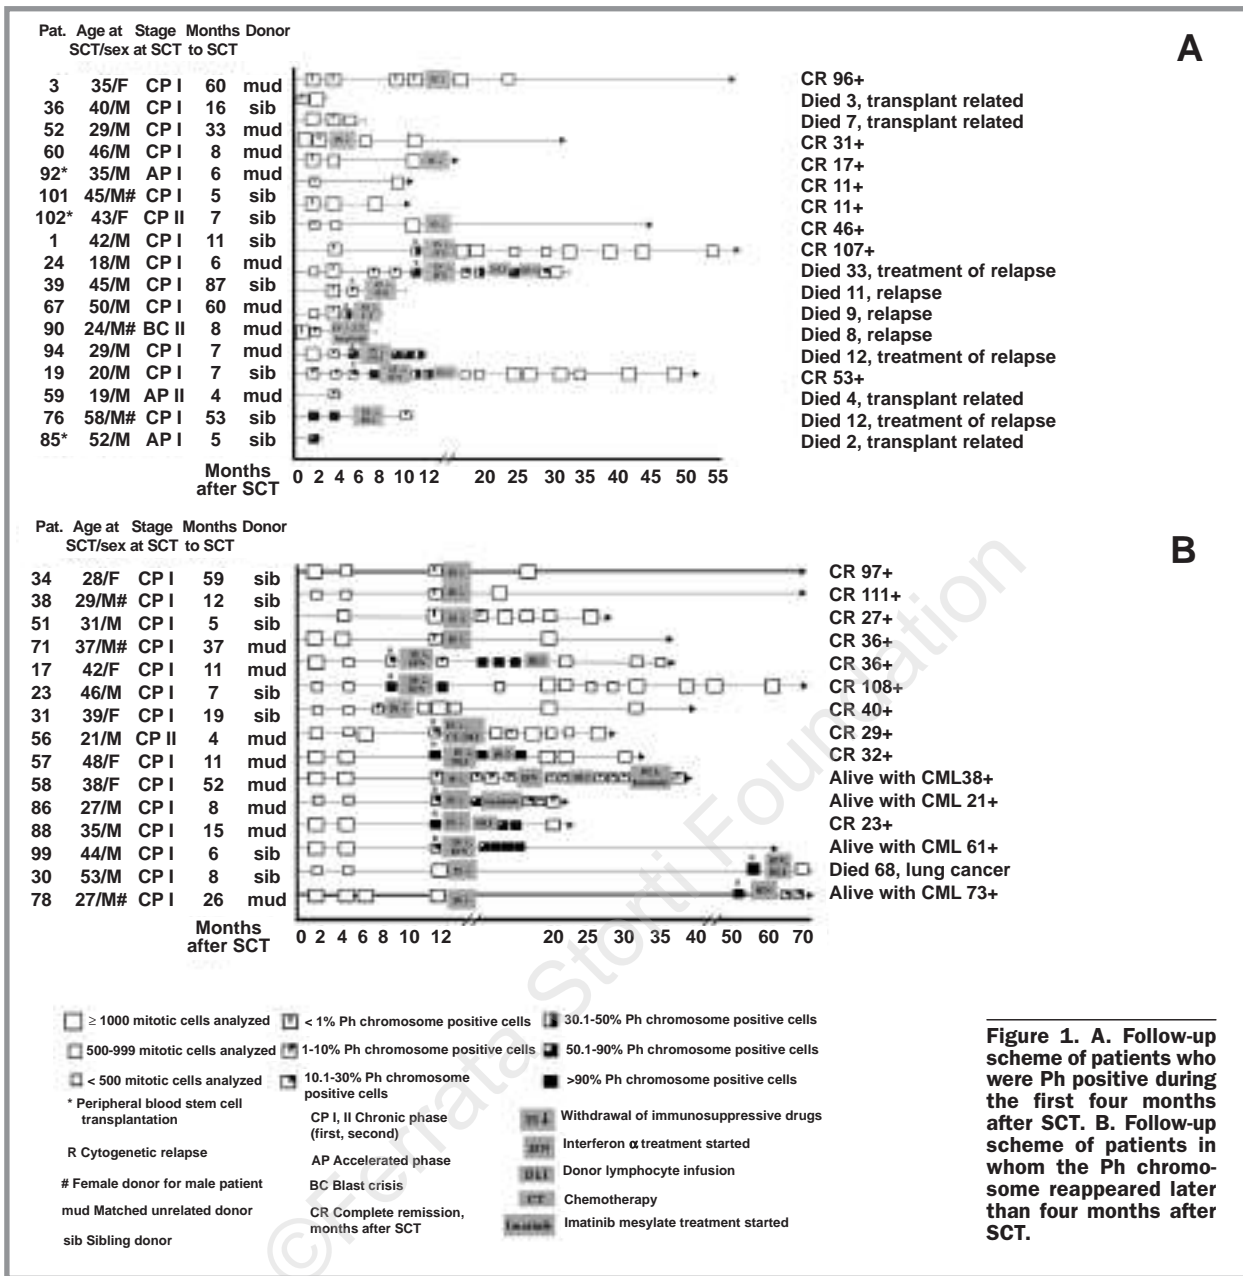 A
Pat. Age at Stage Months Donor
SCT/sex at SCT to SCT
3 35/F CP I 60 mud CR 96+
36 40/M CP I 16 sib Died 3, transplant related
52 29/M CP I 33 mud Died 7, transplant related
60 46/M CP I 8 mud CR 31+
92* 35/M AP I 6 mud CR 17+
101 45/M# CP I 5 sib CR 11+
102* 43/F CP II 7 sib CR 11+
1 42/M CP I 11 sib CR 46+
24 18/M CP I 6 mud CR 107+
39 45/M CP I 87 sib Died 33, treatment of relapse
67 50/M CP I 60 mud Died 11, relapse
90 24/M# BC II 8 mud Died 9, relapse
94 29/M CP I 7 mud Died 8, relapse
19 20/M CP I 7 sib Died 12, treatment of relapse
59 19/M AP II 4 mud CR 53+
76 58/M# CP I 53 sib Died 4, transplant related
85* 52/M AP I 5 sib Died 12, treatment of relapse
Died 2, transplant related
Months
after SCT
0 2 4 6 8 10 12 20 25 30 35 40 45 50 55
B
Pat. Age at Stage Months Donor
SCT/sex at SCT to SCT
34 28/F CP I 59 sib CR 97+
38 29/M# CP I 12 sib CR 111+
51 31/M CP I 5 sib CR 27+
71 37/M# CP I 37 mud CR 36+
17 42/F CP I 11 mud CR 36+
23 46/M CP I 7 sib CR 108+
31 39/F CP I 19 sib CR 40+
56 21/M CP II 4 mud CR 29+
57 48/F CP I 11 mud CR 32+
58 38/F CP I 52 mud Alive with CML38+
86 27/M CP I 8 mud Alive with CML 21+
88 35/M CP I 15 mud CR 23+
99 44/M CP I 6 sib Alive with CML 61+
30 53/M CP I 8 sib Died 68, lung cancer
78 27/M# CP I 26 mud Alive with CML 73+
Months
after SCT
0 2 4 6 8 10 12 20 25 30 35 40 50 60 70
≥ 1000 mitotic cells analyzed
500-999 mitotic cells analyzed
< 500 mitotic cells analyzed
* Peripheral blood stem cell
transplantation
R Cytogenetic relapse
# Female donor for male patient
mud Matched unrelated donor
sib Sibling donor
< 1% Ph chromosome positive cells
1-10% Ph chromosome positive cells
10.1-30% Ph chromosome
positive cells
CP I, II Chronic phase
(first, second)
AP Accelerated phase
BC Blast crisis
CR Complete remission,
months after SCT
30.1-50% Ph chromosome positive cells
50.1-90% Ph chromosome positive cells
>90% Ph chromosome positive cells
Withdrawal of immunosuppressive drugs
Interferon α treatment started
DLI Donor lymphocyte infusion
CT Chemotherapy
Imatinib mesylate treatment started
Figure 1. A. Follow-up
scheme of patients who
were Ph positive during
the first four months
after SCT. B. Follow-up
scheme of patients in
whom the Ph chromo-
some reappeared later
than four months after
SCT.
©Ferrata Storti Foundation